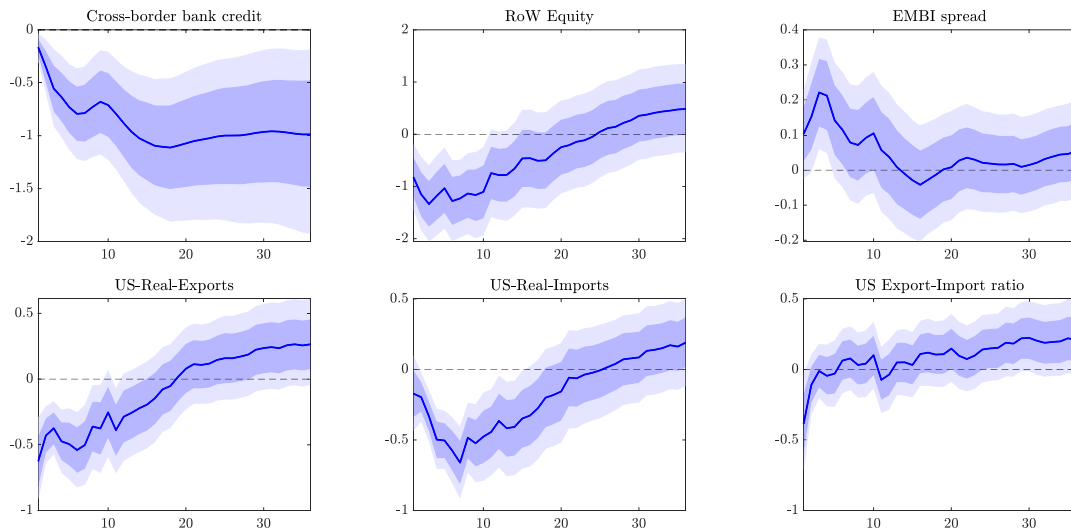 Cross-border bank credit
0
-0.5
-1
-1.5
-2
10 20 30
RoW Equity
2
1
0
-1
-2
10 20 30
EMBI spread
0.4
0.3
0.2
0.1
0
-0.1
-0.2
10 20 30
US-Real-Exports
0.5
0
-0.5
-1
10 20 30
US-Real-Imports
0.5
0
-0.5
-1
10 20 30
US Export-Import ratio
0.5
0
-0.5
-1
10 20 30